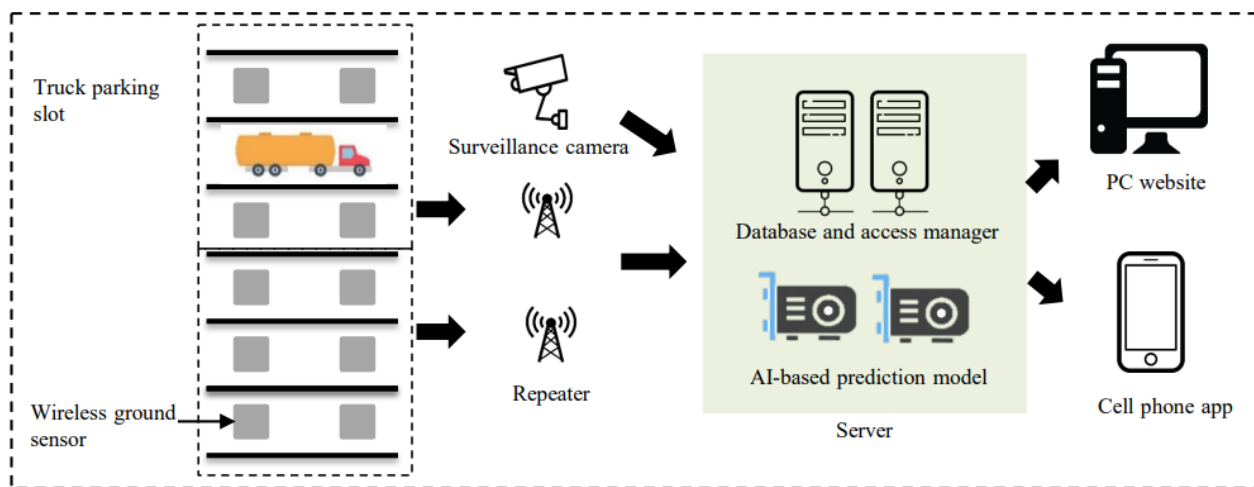 Truck parking
slot
Wireless ground
sensor
Surveillance camera
Repeater
Database and access manager
AI-based prediction model
Server
PC website
Cell phone app